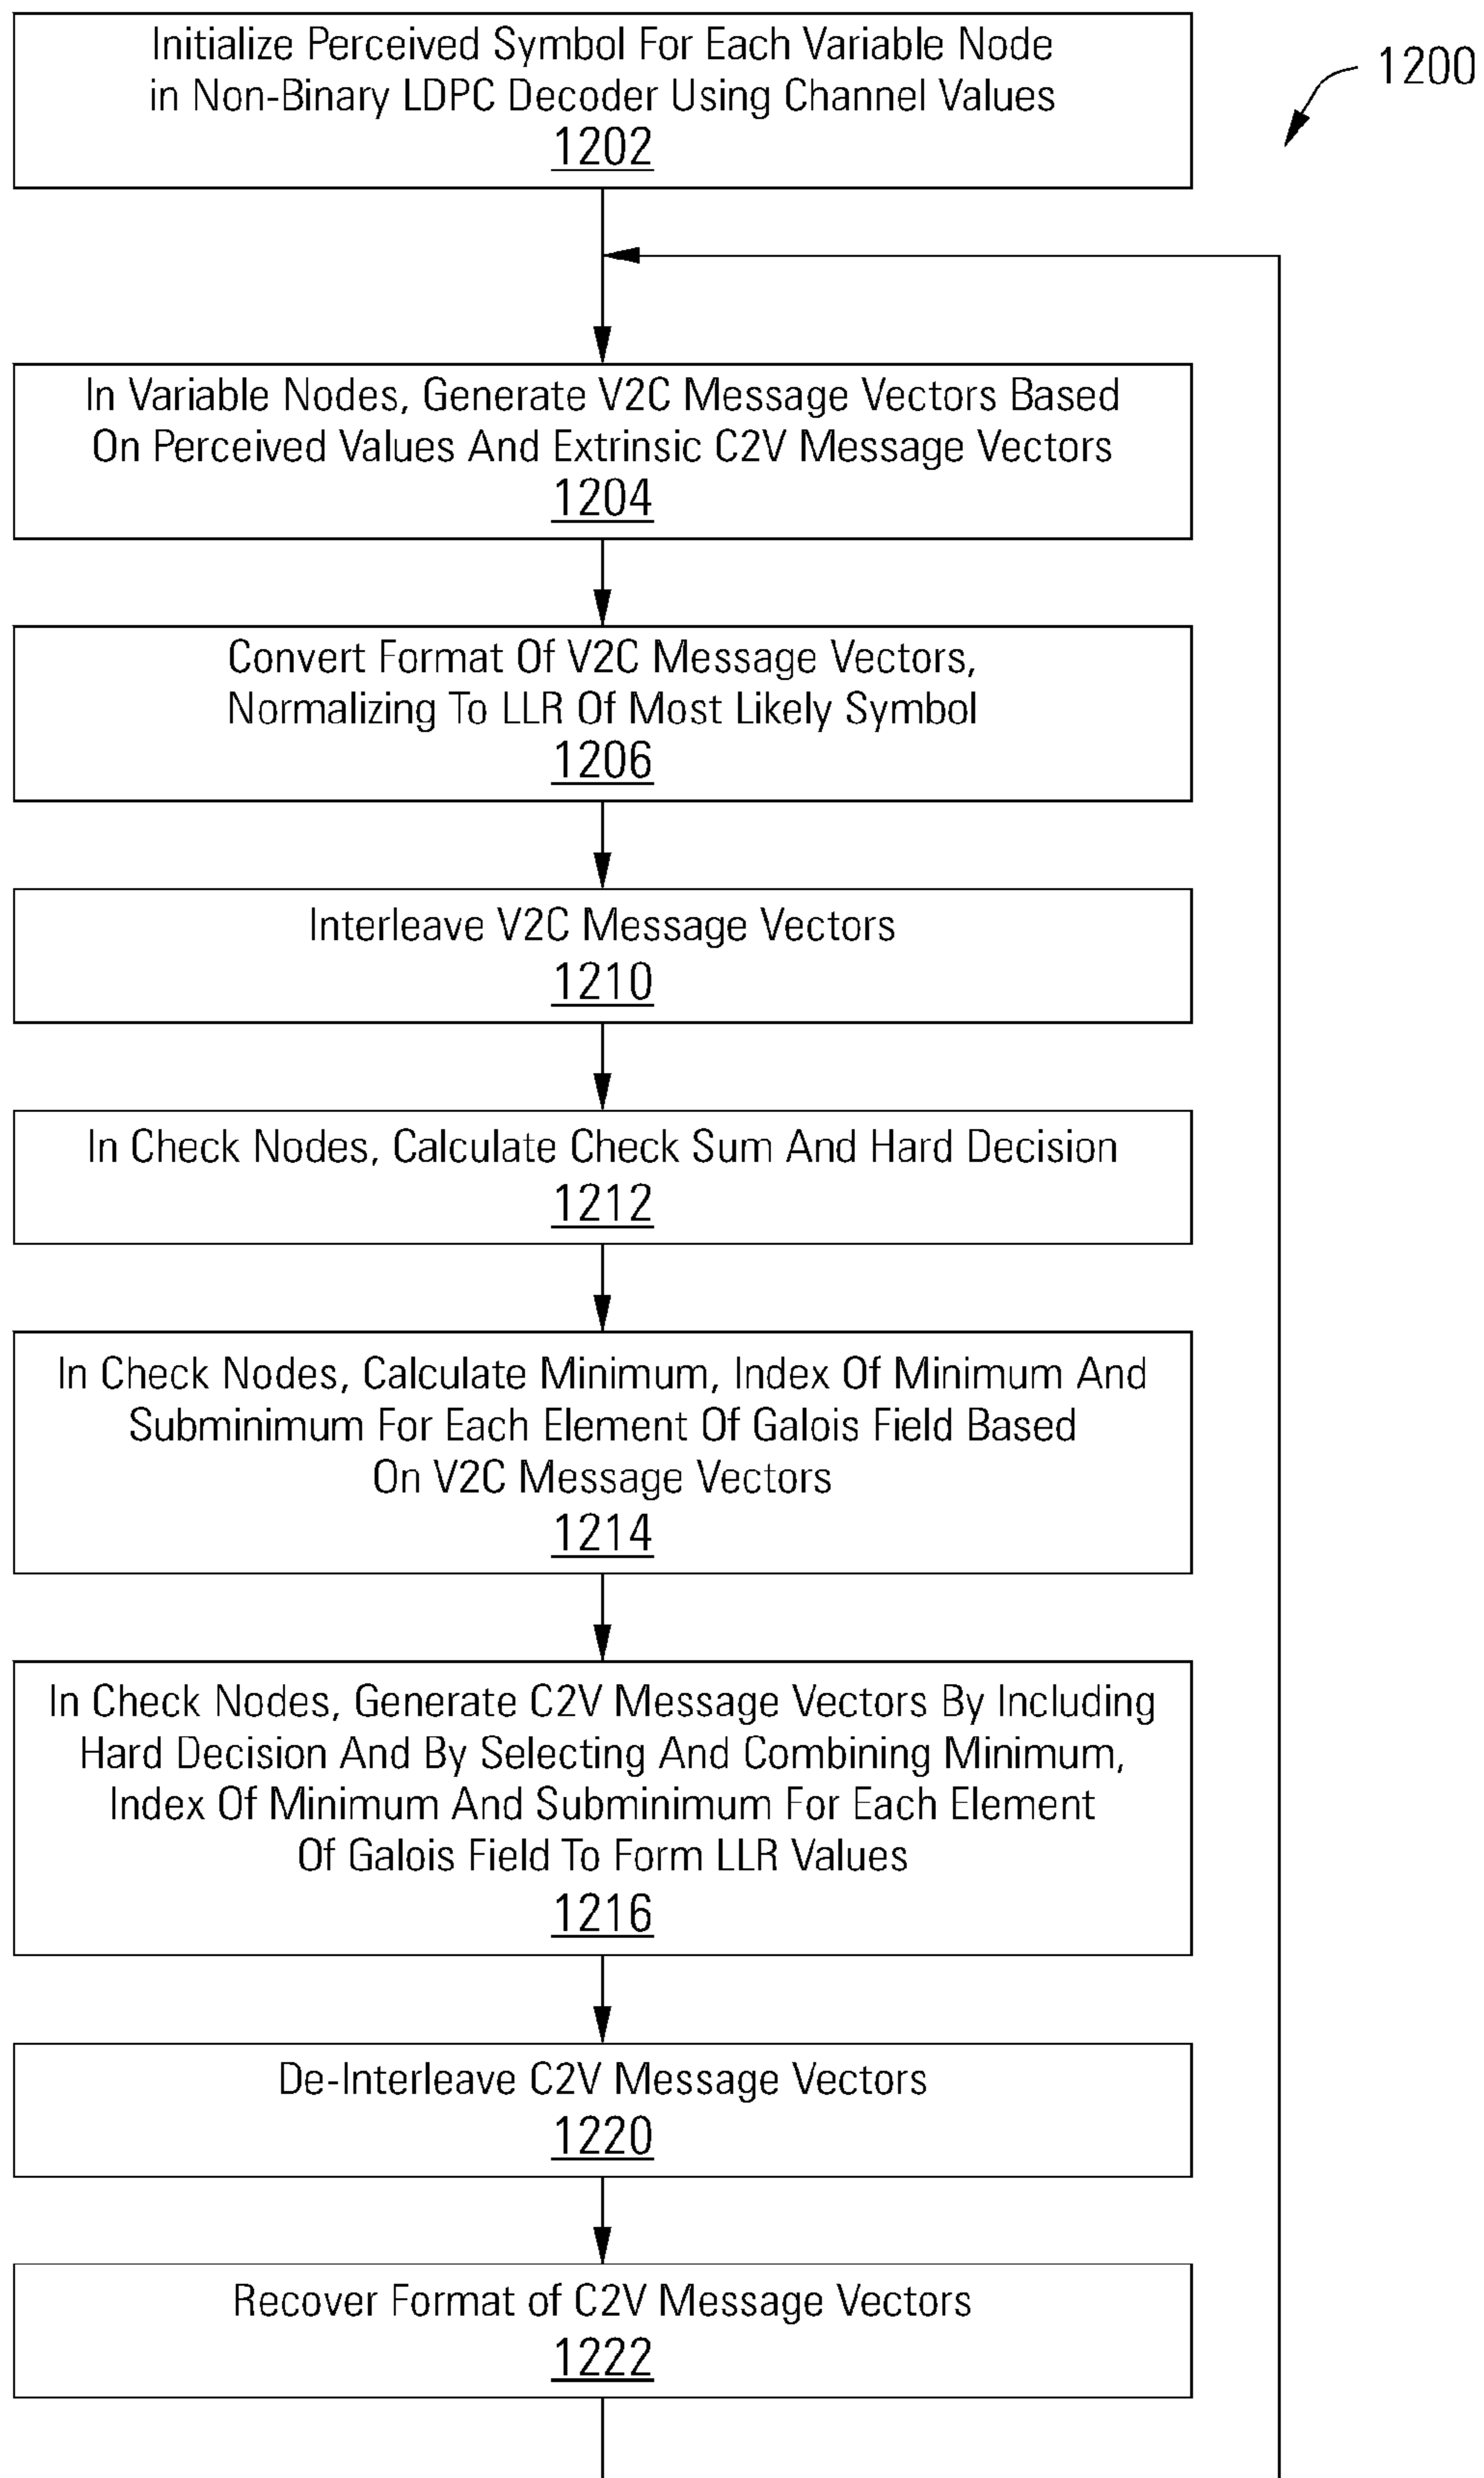 Initialize Perceived Symbol For Each Variable Node
in Non-Binary LDPC Decoder Using Channel Values
1202
1200
In Variable Nodes, Generate V2C Message Vectors Based
On Perceived Values And Extrinsic C2V Message Vectors
1204
Convert Format Of V2C Message Vectors,
Normalizing To LLR Of Most Likely Symbol
1206
Interleave V2C Message Vectors
1210
In Check Nodes, Calculate Check Sum And Hard Decision
1212
In Check Nodes, Calculate Minimum, Index Of Minimum And
Subminimum For Each Element Of Galois Field Based
On V2C Message Vectors
1214
In Check Nodes, Generate C2V Message Vectors By Including
Hard Decision And By Selecting And Combining Minimum,
Index Of Minimum And Subminimum For Each Element
Of Galois Field To Form LLR Values
1216
De-Interleave C2V Message Vectors
1220
Recover Format of C2V Message Vectors
1222